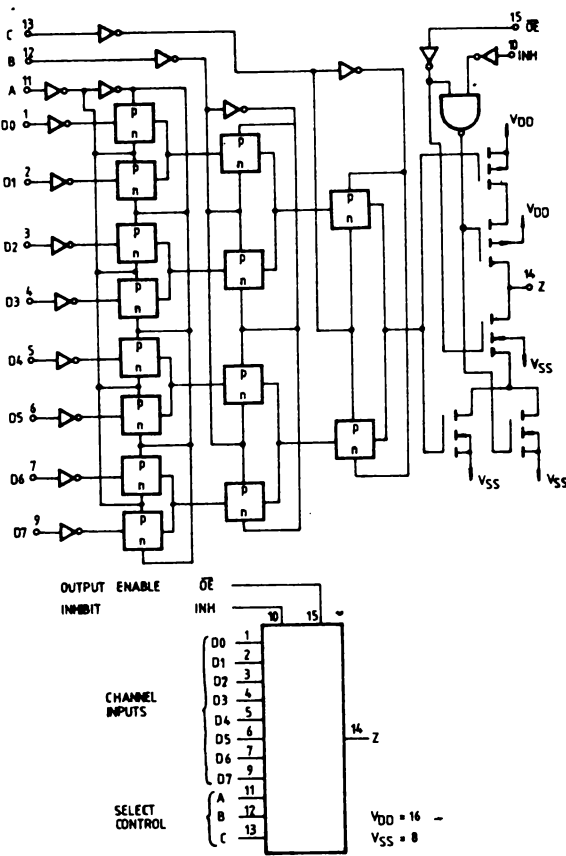 13
C
12
B
11
A
1
D0
2
D1
3
D2
4
D3
5
D4
6
D5
7
D6
9
D7
p
n
p
n
p
n
p
n
p
n
p
n
p
n
p
n
p
n
p
n
p
n
p
n
p
n
p
n
15
OE
10
INH
VDD
VDD
14
Z
VSS
VSS
VSS
OUTPUT ENABLE OE
INHIBIT INH
10 15
CHANNEL INPUTS
D0 1
D1 2
D2 3
D3 4
D4 5
D5 6
D6 7
D7 9
14 Z
SELECT CONTROL
A 11
B 12
C 13
VDD = 16
VSS = 8